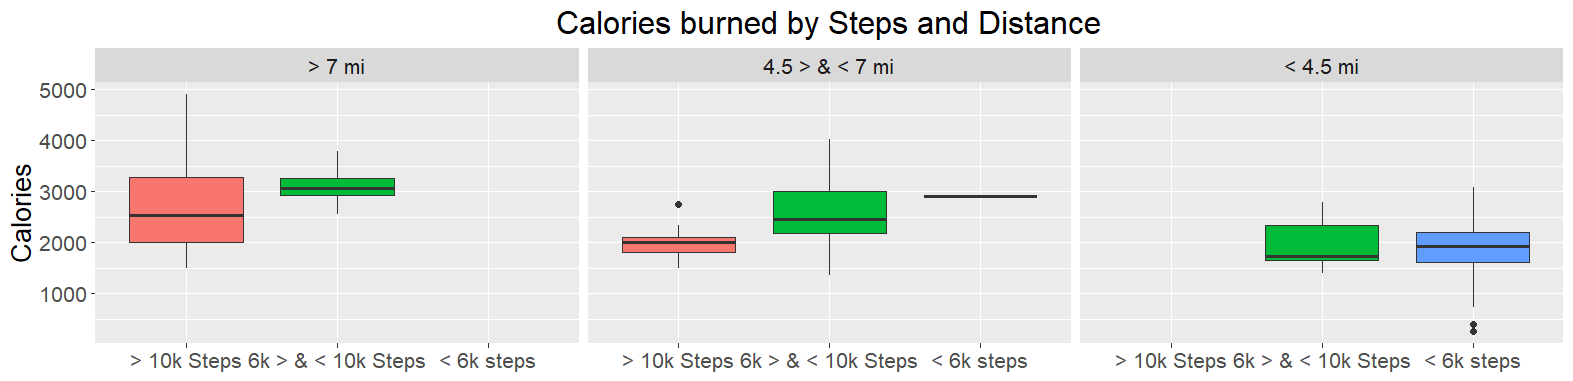 Calories burned by Steps and Distance
> 7 mi
4.5 > & < 7 mi
< 4.5 mi
Calories
5000
4000
3000
2000
1000
> 10k Steps 6k > & < 10k Steps < 6k steps
> 10k Steps 6k > & < 10k Steps < 6k steps
> 10k Steps 6k > & < 10k Steps < 6k steps